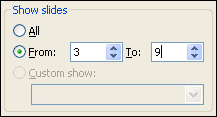 Show slides
All
From: 3 To: 9
Custom show: